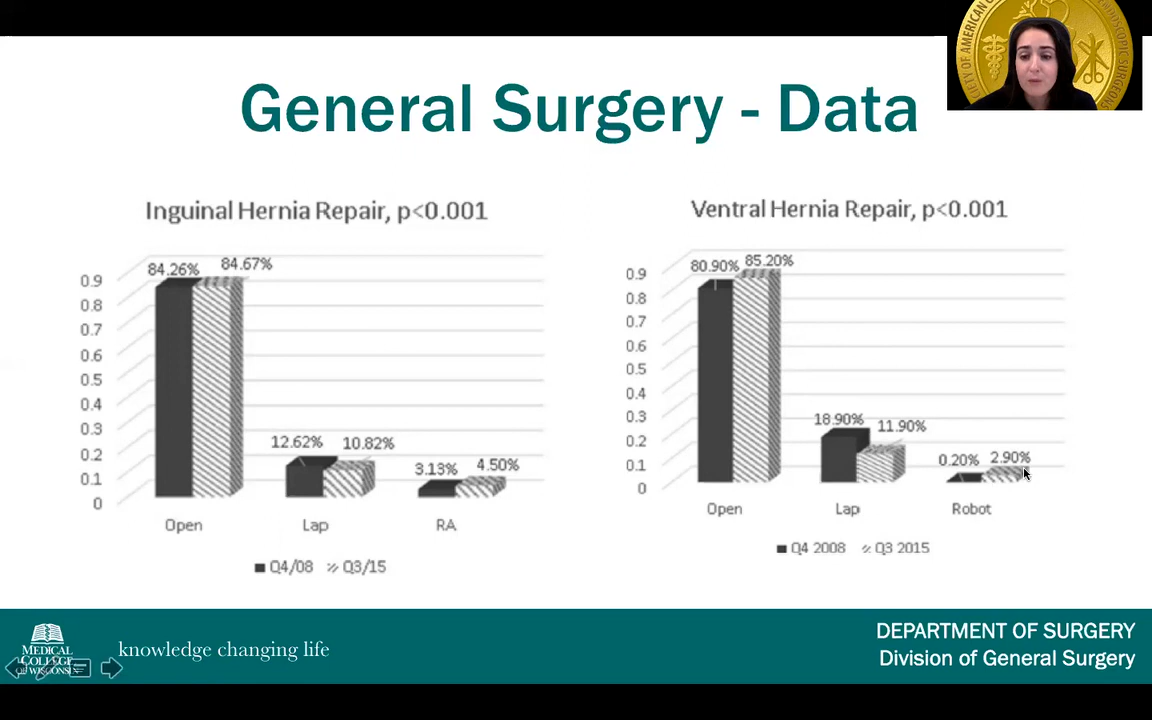 General Surgery - Data
Inguinal Hernia Repair, p<0.001
84.26% 84.67%
0.9
0.8
0.7
0.6
0.5
0.4
0.3
0.2
0.1
0
12.62% 10.82%
3.13% 4.50%
Open Lap RA
Q4/08 Q3/15
Ventral Hernia Repair, p<0.001
80.90% 85.20%
0.9
0.8
0.7
0.6
0.5
0.4
0.3
0.2
0.1
0
18.90% 11.90%
0.20% 2.90%
Open Lap Robot
Q4 2008 Q3 2015
MEDICAL
COLLEGE
OF WISCONSIN
knowledge changing life
DEPARTMENT OF SURGERY
Division of General Surgery
OF AMERICAN
ENDOSCOPIC SURGEONS